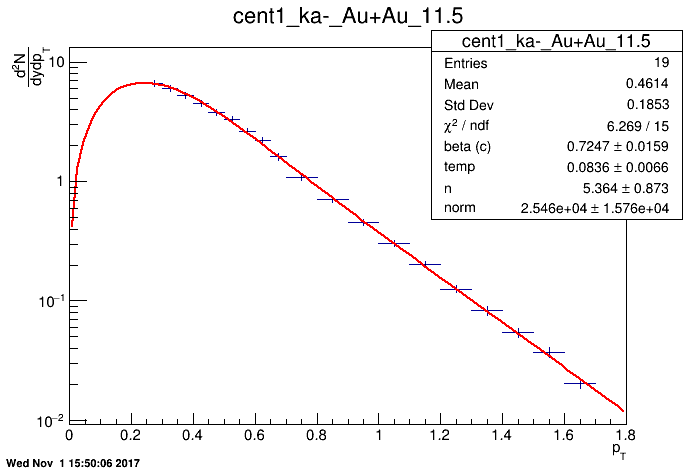 cent1_ka-_Au+Au_11.5
d²N
dydp_T
cent1_ka-_Au+Au_11.5
Entries 19
Mean 0.4614
Std Dev 0.1853
χ² / ndf 6.269 / 15
beta (c) 0.7247 ± 0.0159
temp 0.0836 ± 0.0066
n 5.364 ± 0.873
norm 2.546e+04 ± 1.576e+04
10
1
10⁻¹
10⁻²
0 0.2 0.4 0.6 0.8 1 1.2 1.4 1.6 1.8
p_T
Wed Nov 1 15:50:06 2017